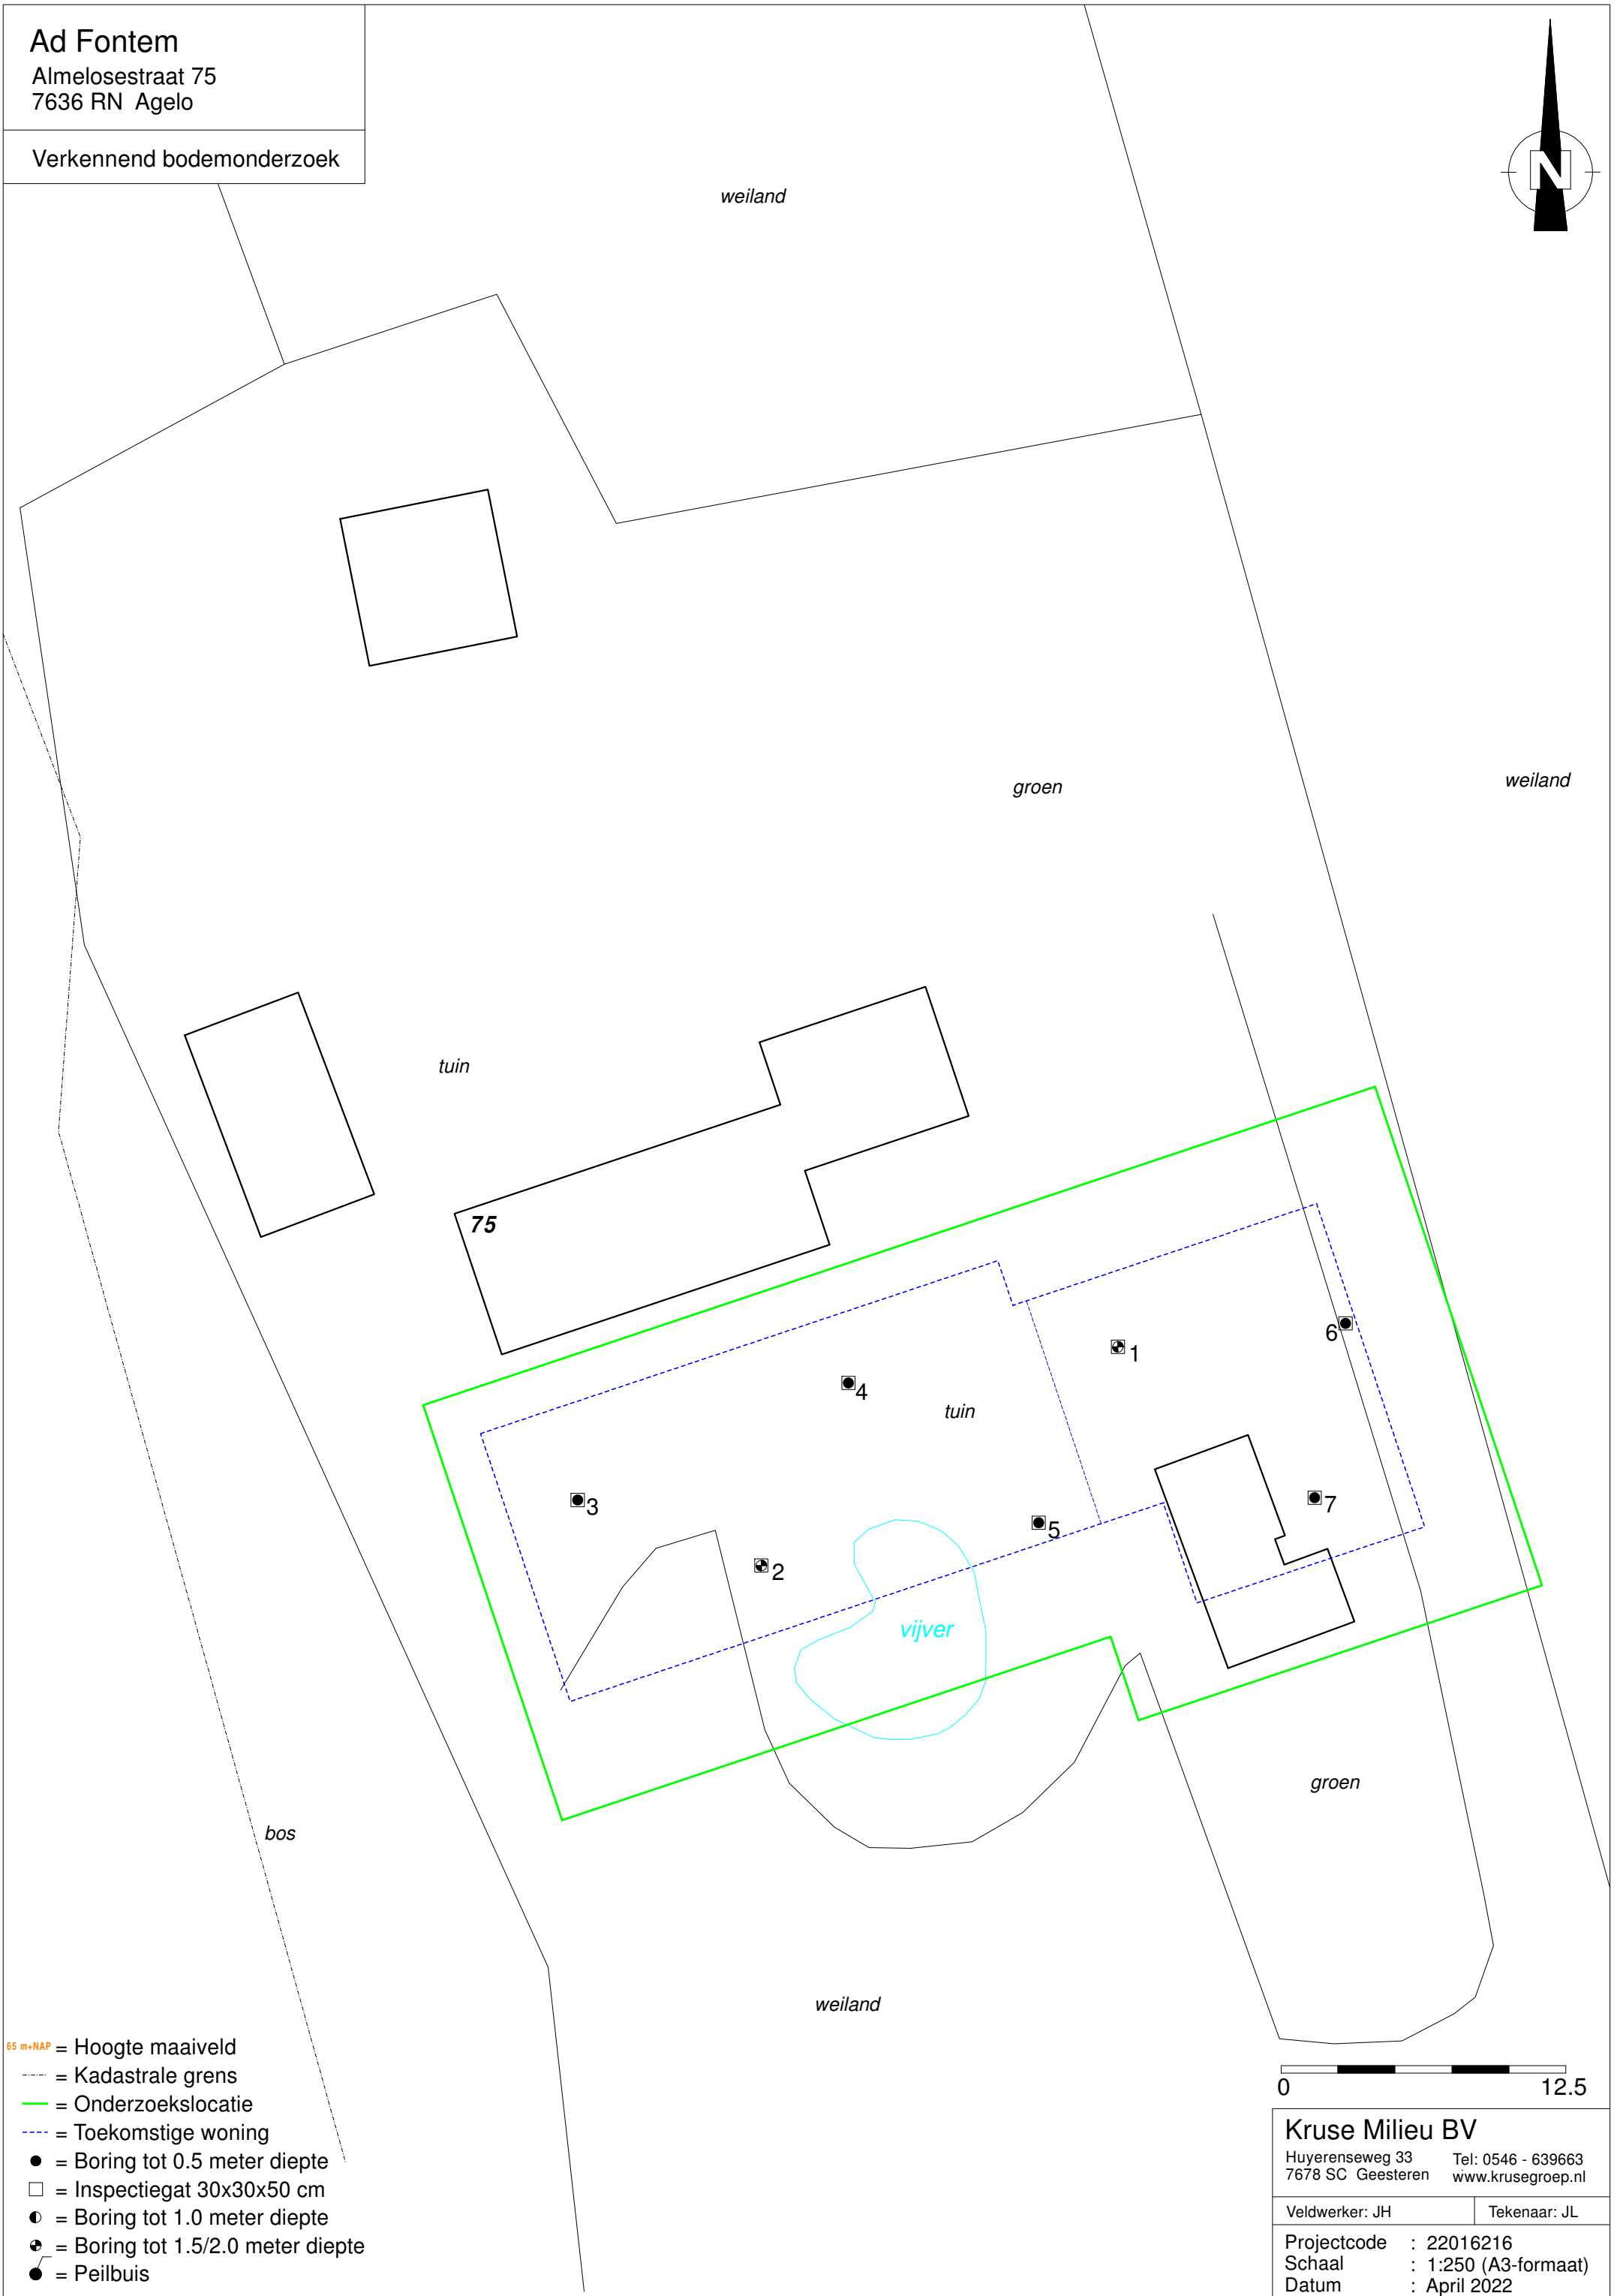 Ad Fontem
Almelosestraat 75
7636 RN Agelo
Verkennend bodemonderzoek
N
weiland
groen
weiland
tuin
75
6
1
4
tuin
3
7
5
2
vijver
groen
bos
weiland
65 m+NAP = Hoogte maaiveld
= Kadastrale grens
= Onderzoekslocatie
= Toekomstige woning
= Boring tot 0.5 meter diepte
= Inspectiegat 30x30x50 cm
= Boring tot 1.0 meter diepte
= Boring tot 1.5/2.0 meter diepte
= Peilbuis
0 12.5
Kruse Milieu BV
Huyerenseweg 33 Tel: 0546 - 639663
7678 SC Geesteren www.krusegroep.nl
Veldwerker: JH Tekenaar: JL
Projectcode : 22016216
Schaal : 1:250 (A3-formaat)
Datum : April 2022